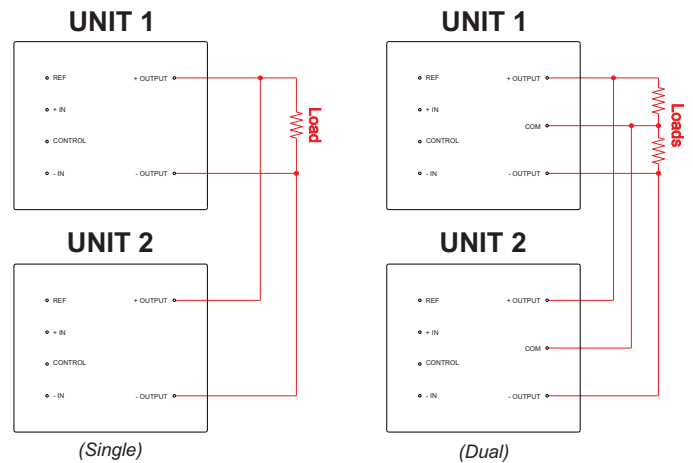 UNIT 1
REF
+ OUTPUT
+ IN
CONTROL
- IN
- OUTPUT
Load
UNIT 2
REF
+ OUTPUT
+ IN
CONTROL
- IN
- OUTPUT
(Single)
UNIT 1
REF
+ OUTPUT
+ IN
COM
CONTROL
- IN
- OUTPUT
Loads
UNIT 2
REF
+ OUTPUT
+ IN
COM
CONTROL
- IN
- OUTPUT
(Dual)